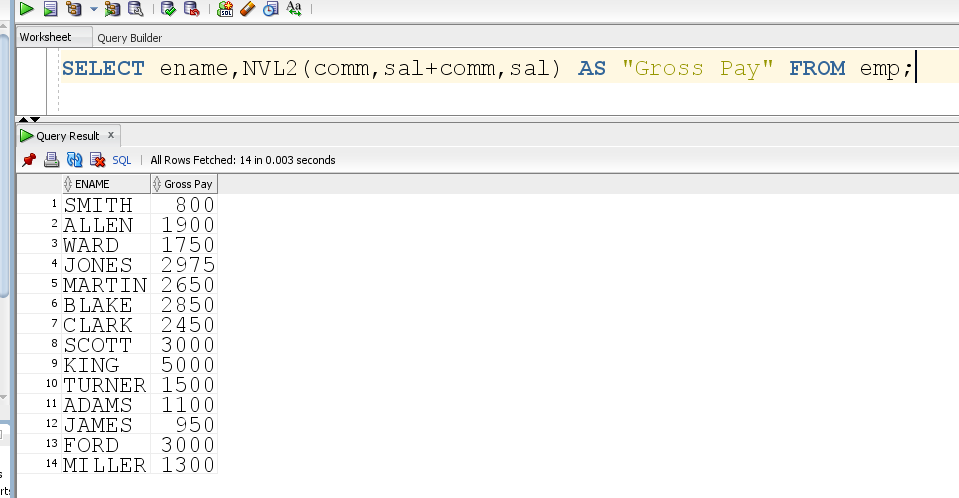 Worksheet Query Builder
SELECT ename,NVL2(comm,sal+comm,sal) AS "Gross Pay" FROM emp;
Query Result x
SQL | All Rows Fetched: 14 in 0.003 seconds
ENAME Gross Pay
1 SMITH 800
2 ALLEN 1900
3 WARD 1750
4 JONES 2975
5 MARTIN 2650
6 BLAKE 2850
7 CLARK 2450
8 SCOTT 3000
9 KING 5000
10 TURNER 1500
11 ADAMS 1100
12 JAMES 950
13 FORD 3000
14 MILLER 1300